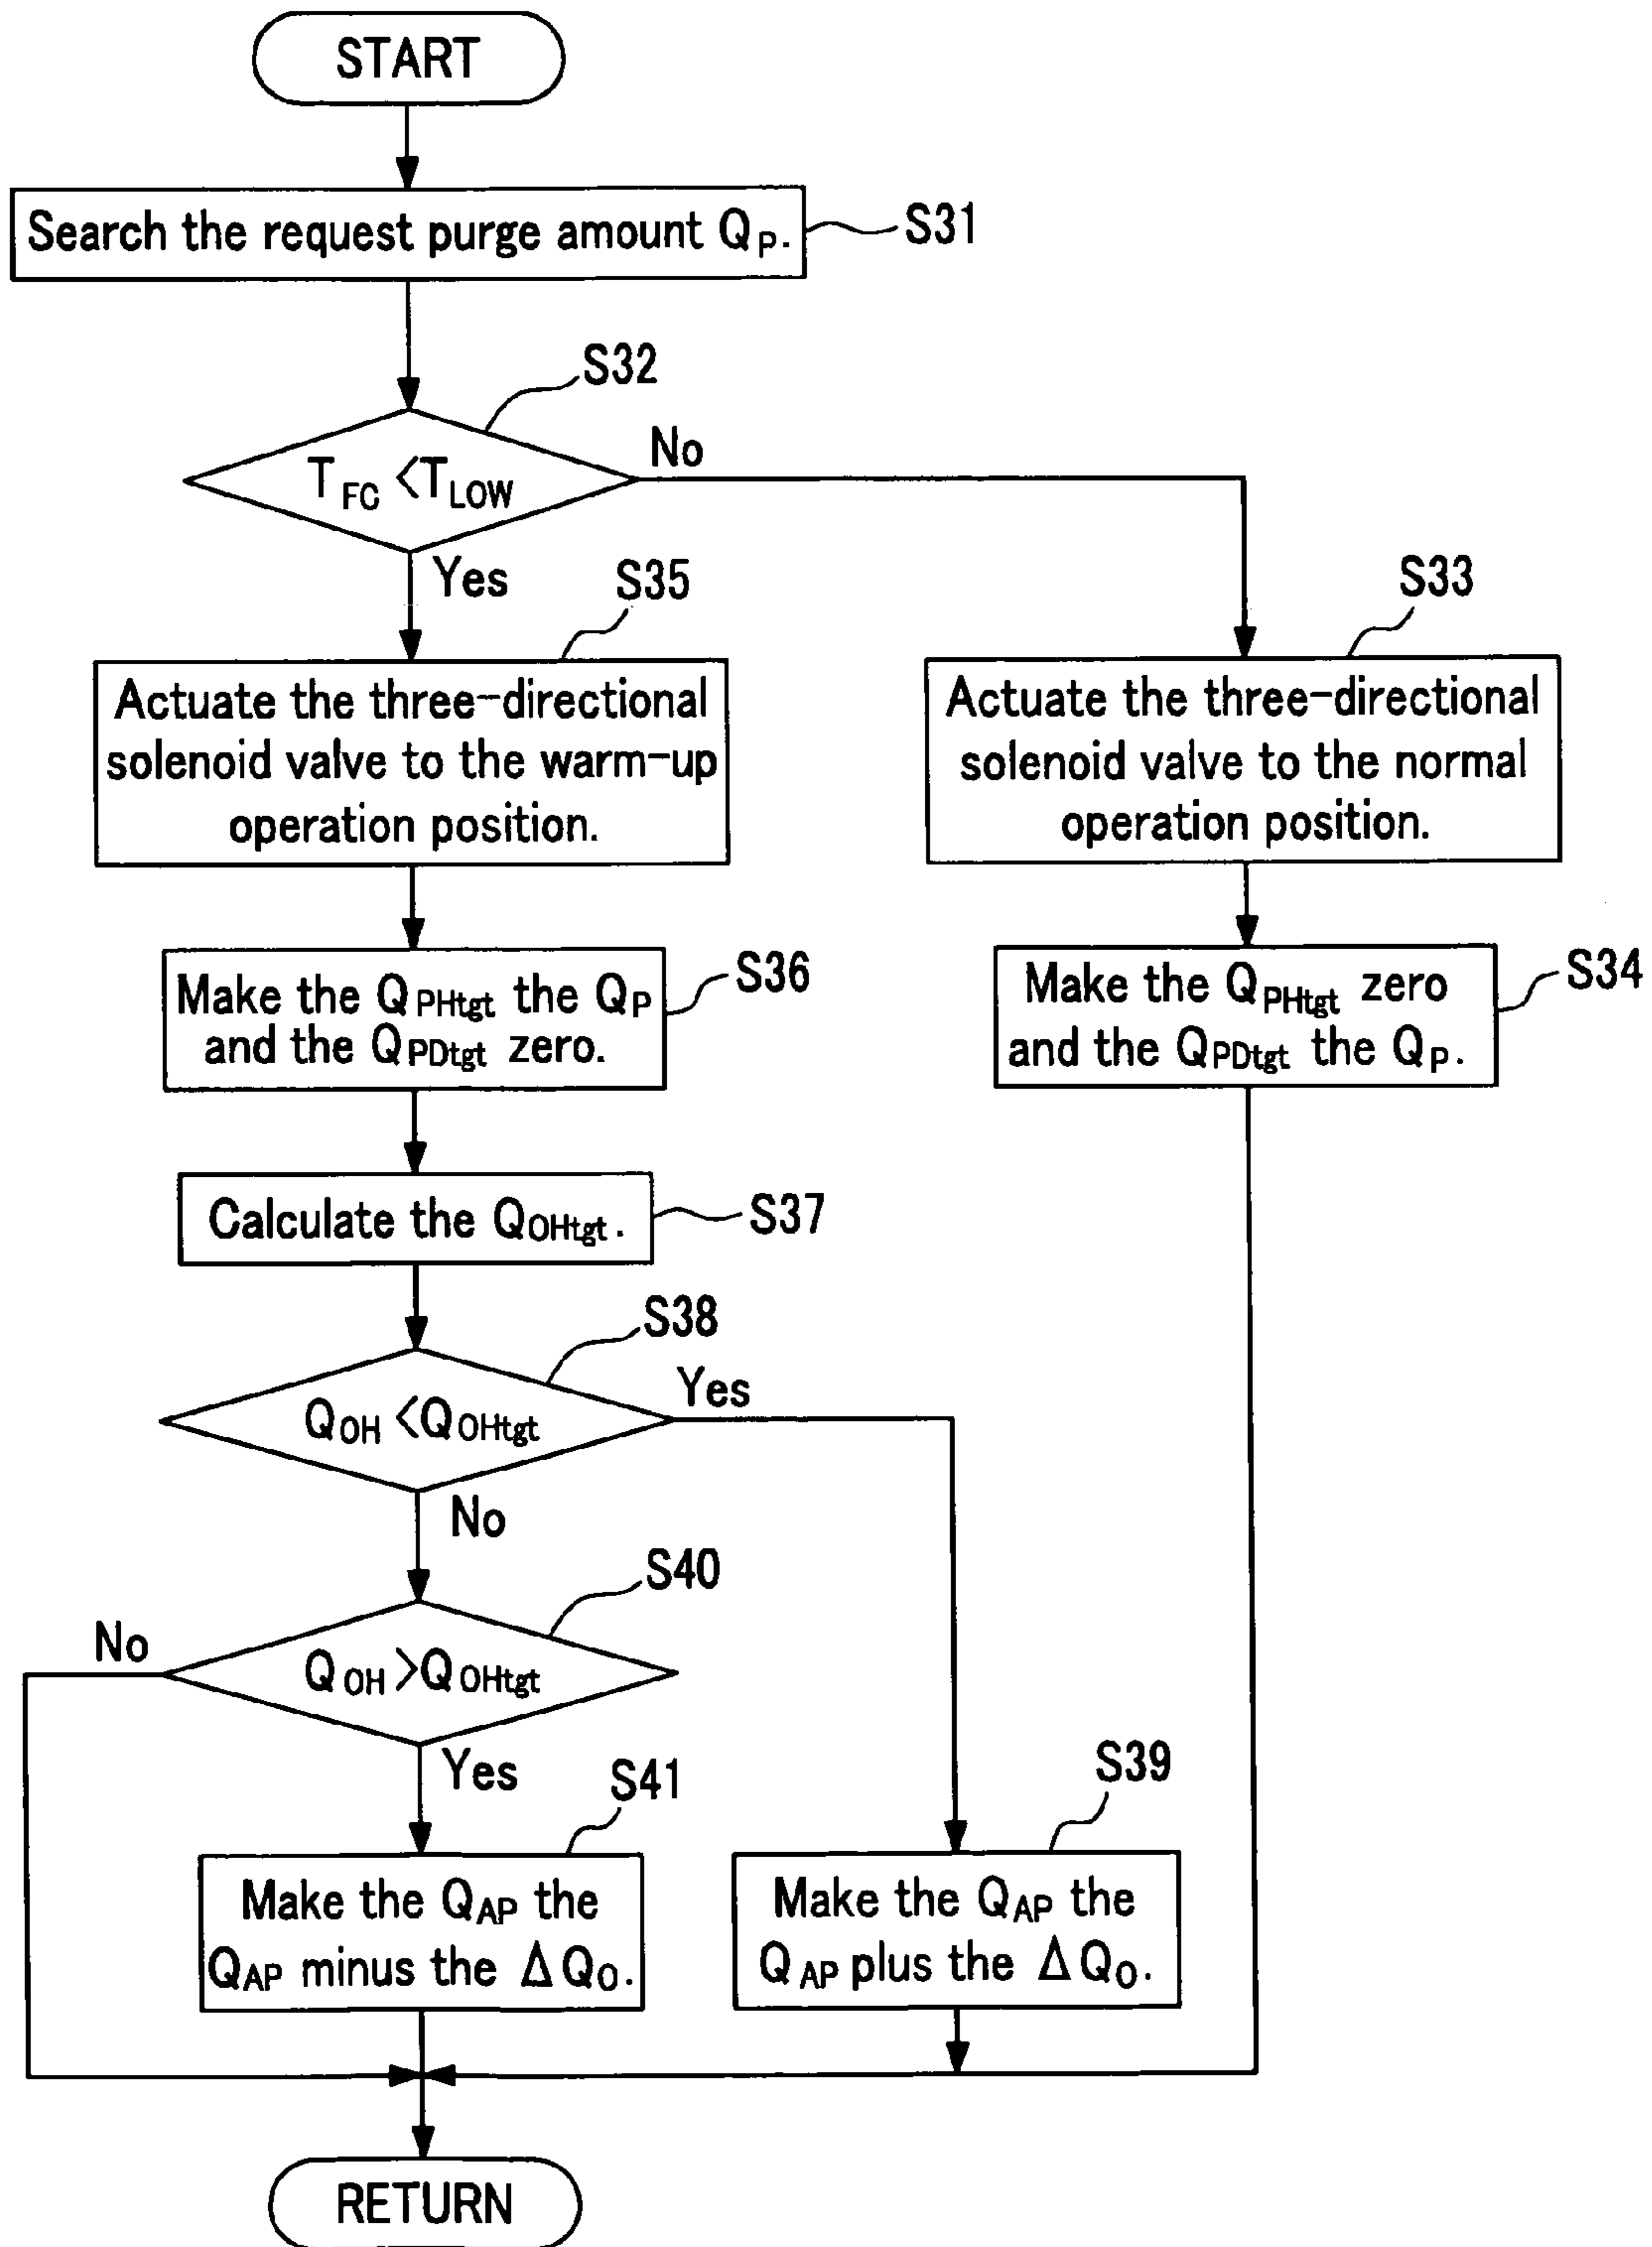 START
Search the request purge amount QP.
S31
S32
TFC <TLOW
No
Yes
S35
S33
Actuate the three-directional
solenoid valve to the warm-up
operation position.
Actuate the three-directional
solenoid valve to the normal
operation position.
Make the QPHtgt the QP
and the QPDtgt zero.
S36
Make the QPHtgt zero
and the QPDtgt the QP.
S34
Calculate the QOHtgt.
S37
S38
QOH <QOHtgt
Yes
No
S40
No
QOH >QOHtgt
Yes
S41
S39
Make the QAP the
QAP minus the ΔQO.
Make the QAP the
QAP plus the ΔQO.
RETURN